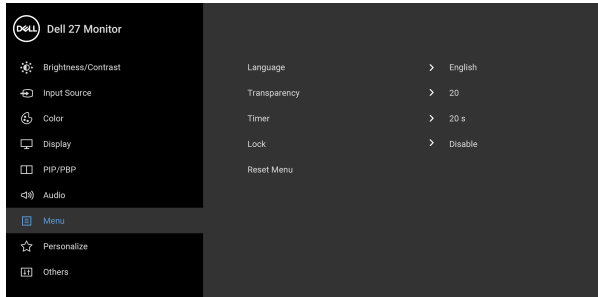 DELL Dell 27 Monitor
Brightness/Contrast
Input Source
Color
Display
PIP/PBP
Audio
Menu
Personalize
Others
Language > English
Transparency > 20
Timer > 20 s
Lock > Disable
Reset Menu